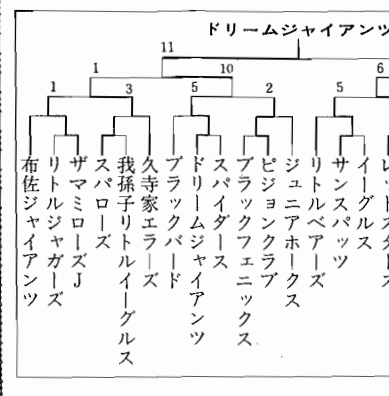 ドリームジャイアンツ
11
6
1
10
1
3
5
2
5
布佐ジャイアンツ
リトルジャガーズ
ザマミローズJ
スパローズ
我孫子リトルイーグルス
久寺家エラーズ
ブラックバード
ドリームジャイアンツ
スパイダース
ブラックフェニックス
ピジョンクラブ
ジュニアホークス
リトルベアーズ
サンスパッツ
イーグルス